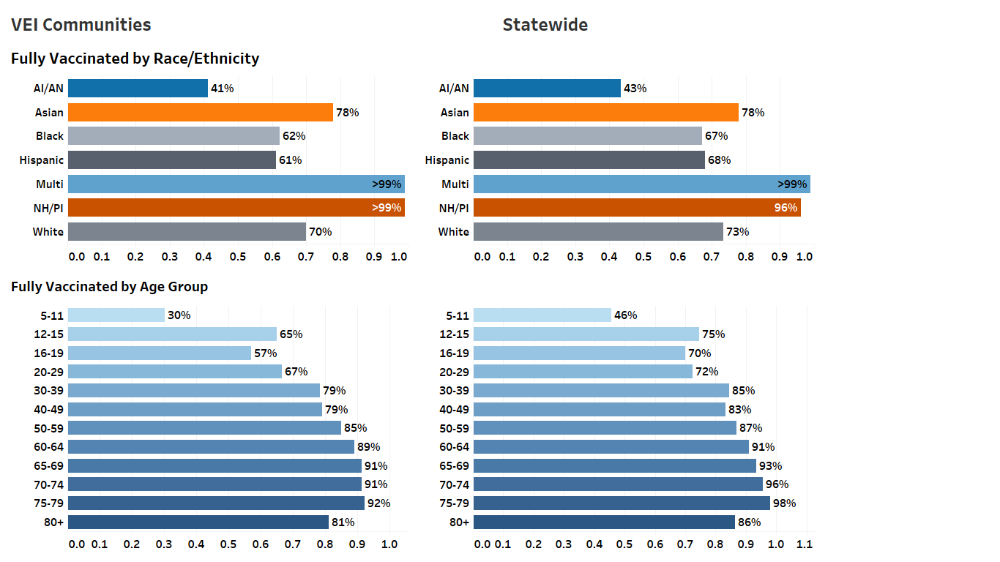 VEI Communities
Statewide
Fully Vaccinated by Race/Ethnicity
AI/AN 41%
Asian 78%
Black 62%
Hispanic 61%
Multi >99%
NH/PI >99%
White 70%
0.0 0.1 0.2 0.3 0.4 0.5 0.6 0.7 0.8 0.9 1.0
AI/AN 43%
Asian 78%
Black 67%
Hispanic 68%
Multi >99%
NH/PI 96%
White 73%
0.0 0.1 0.2 0.3 0.4 0.5 0.6 0.7 0.8 0.9 1.0
Fully Vaccinated by Age Group
5-11 30%
12-15 65%
16-19 57%
20-29 67%
30-39 79%
40-49 79%
50-59 85%
60-64 89%
65-69 91%
70-74 91%
75-79 92%
80+ 81%
0.0 0.1 0.2 0.3 0.4 0.5 0.6 0.7 0.8 0.9 1.0
5-11 46%
12-15 75%
16-19 70%
20-29 72%
30-39 85%
40-49 83%
50-59 87%
60-64 91%
65-69 93%
70-74 96%
75-79 98%
80+ 86%
0.0 0.1 0.2 0.3 0.4 0.5 0.6 0.7 0.8 0.9 1.0 1.1